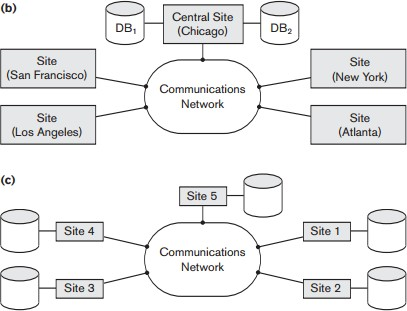 (b)
DB1
Central Site
(Chicago)
DB2
Site
(San Francisco)
Site
(New York)
Communications
Network
Site
(Los Angeles)
Site
(Atlanta)
(c)
Site 5
Site 4
Site 1
Communications
Network
Site 3
Site 2